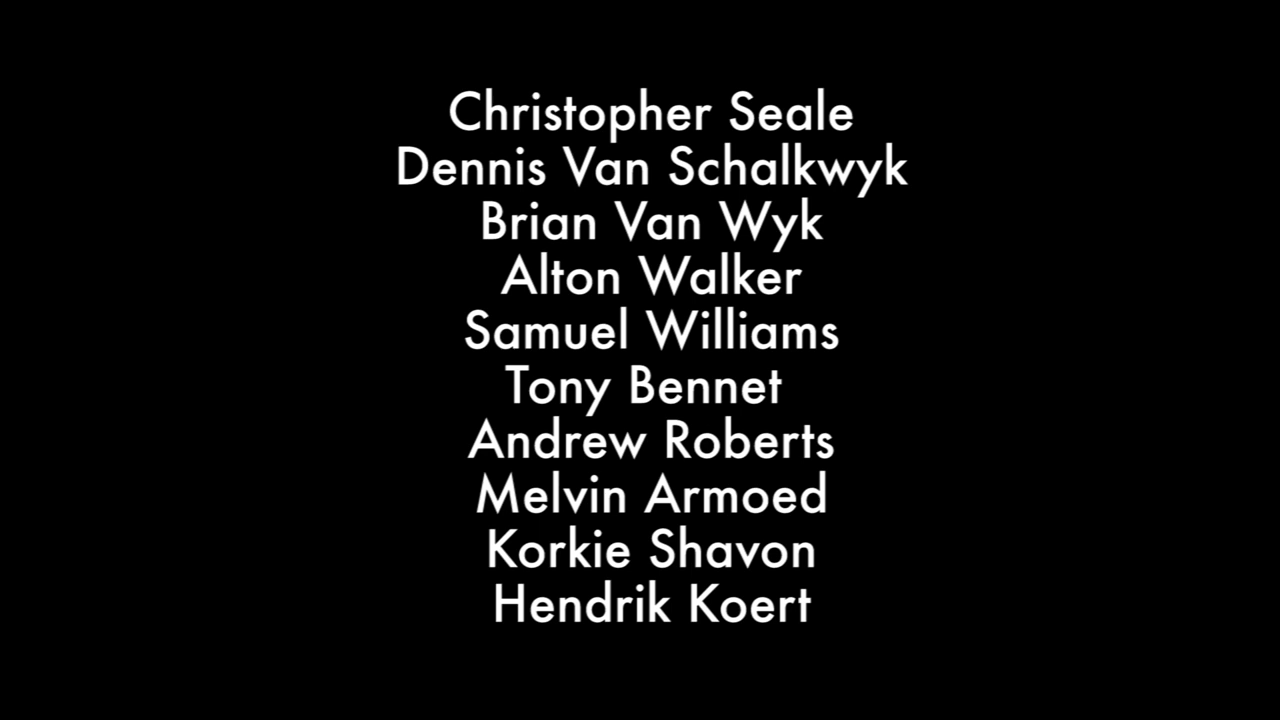 Christopher Seale
Dennis Van Schalkwyk
Brian Van Wyk
Alton Walker
Samuel Williams
Tony Bennet
Andrew Roberts
Melvin Armoed
Korkie Shavon
Hendrik Koert